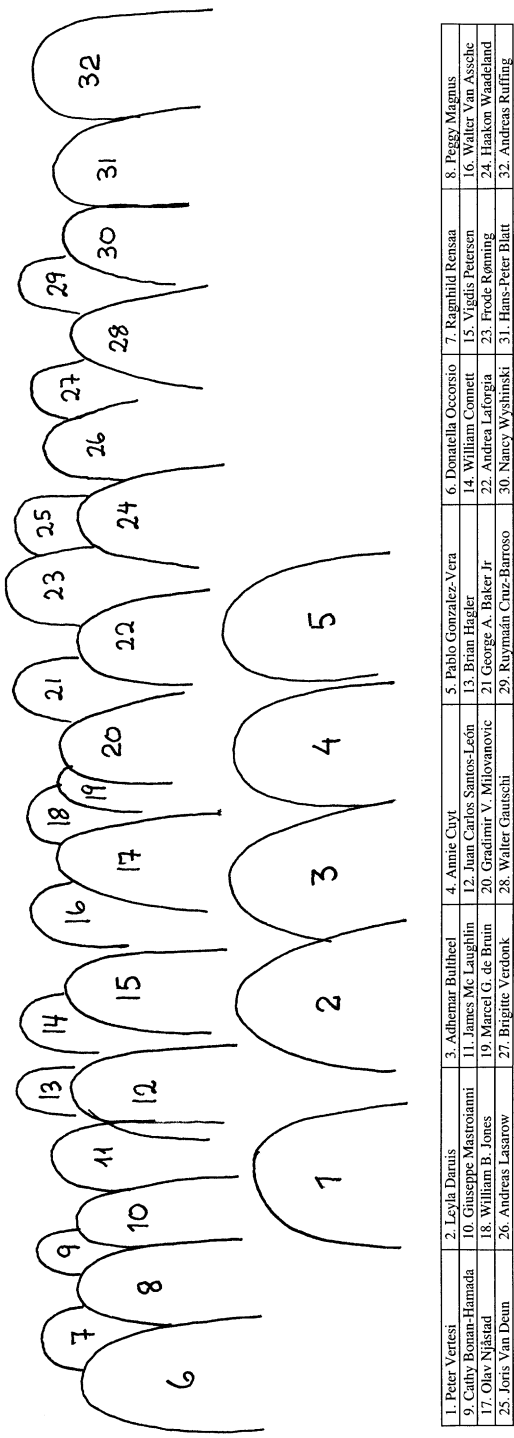 29 31 32
25 27 30
23 26 28
21 24
18 19 20 22
16 17
14 15
13 12
11
9 10
7 8
6
1 2 3 4 5
1. Peter Vertesi 2. Leyla Daruis 3. Adhemar Bultheel 4. Annie Cuyt 5. Pablo Gonzalez-Vera 6. Donatella Occorsio 7. Ragnhild Rensaa 8. Peggy Magnus
9. Cathy Bonan-Hamada 10. Giuseppe Mastroianni 11. James Mc Laughlin 12. Juan Carlos Santos-León 13. Brian Hagler 14. William Connett 15. Vigdis Petersen 16. Walter Van Assche
17. Olav Njåstad 18. William B. Jones 19. Marcel G. de Bruin 20. Gradimir V. Milovanovic 21 George A. Baker Jr 22. Andrea Laforgia 23. Frode Rønning 24. Haakon Waadeland
25. Joris Van Deun 26. Andreas Lasarow 27. Brigitte Verdonk 28. Walter Gautschi 29. Ruymaán Cruz-Barroso 30. Nancy Wyshinski 31. Hans-Peter Blatt 32. Andreas Ruffing